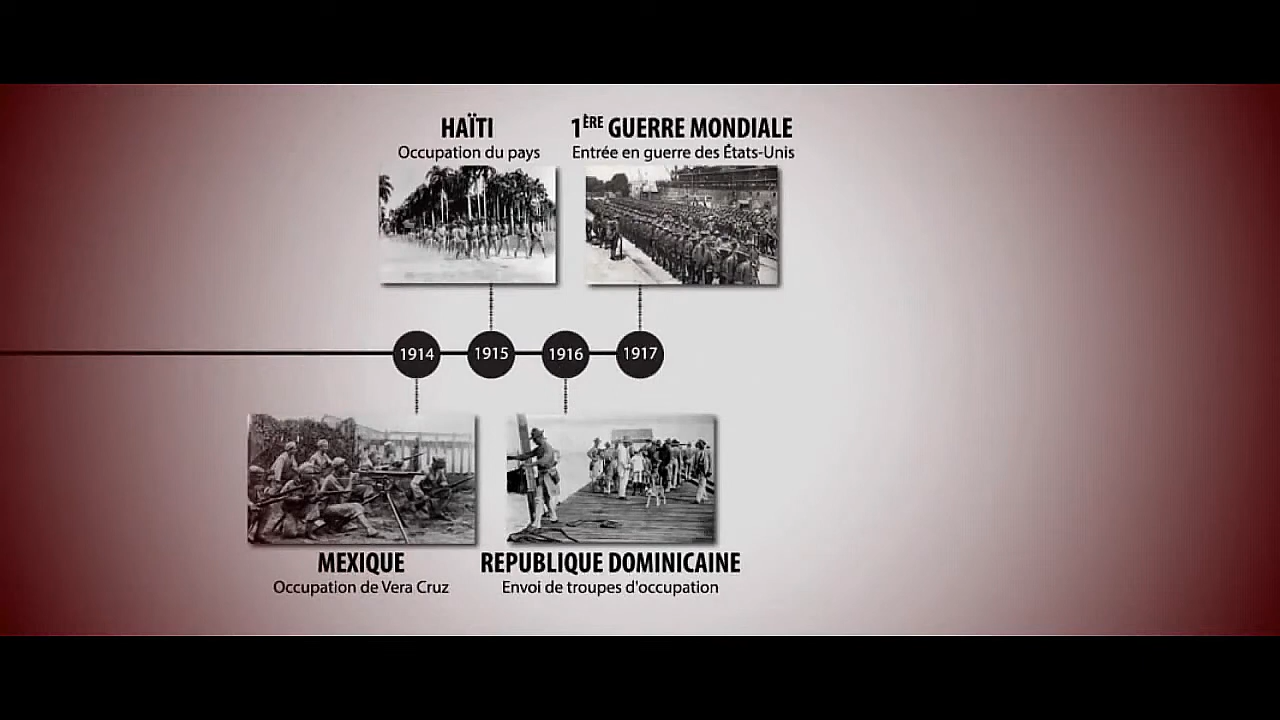 HAÏTI
Occupation du pays
1ÈRE GUERRE MONDIALE
Entrée en guerre des États-Unis
1914
1915
1916
1917
MEXIQUE
Occupation de Vera Cruz
REPUBLIQUE DOMINICAINE
Envoi de troupes d'occupation